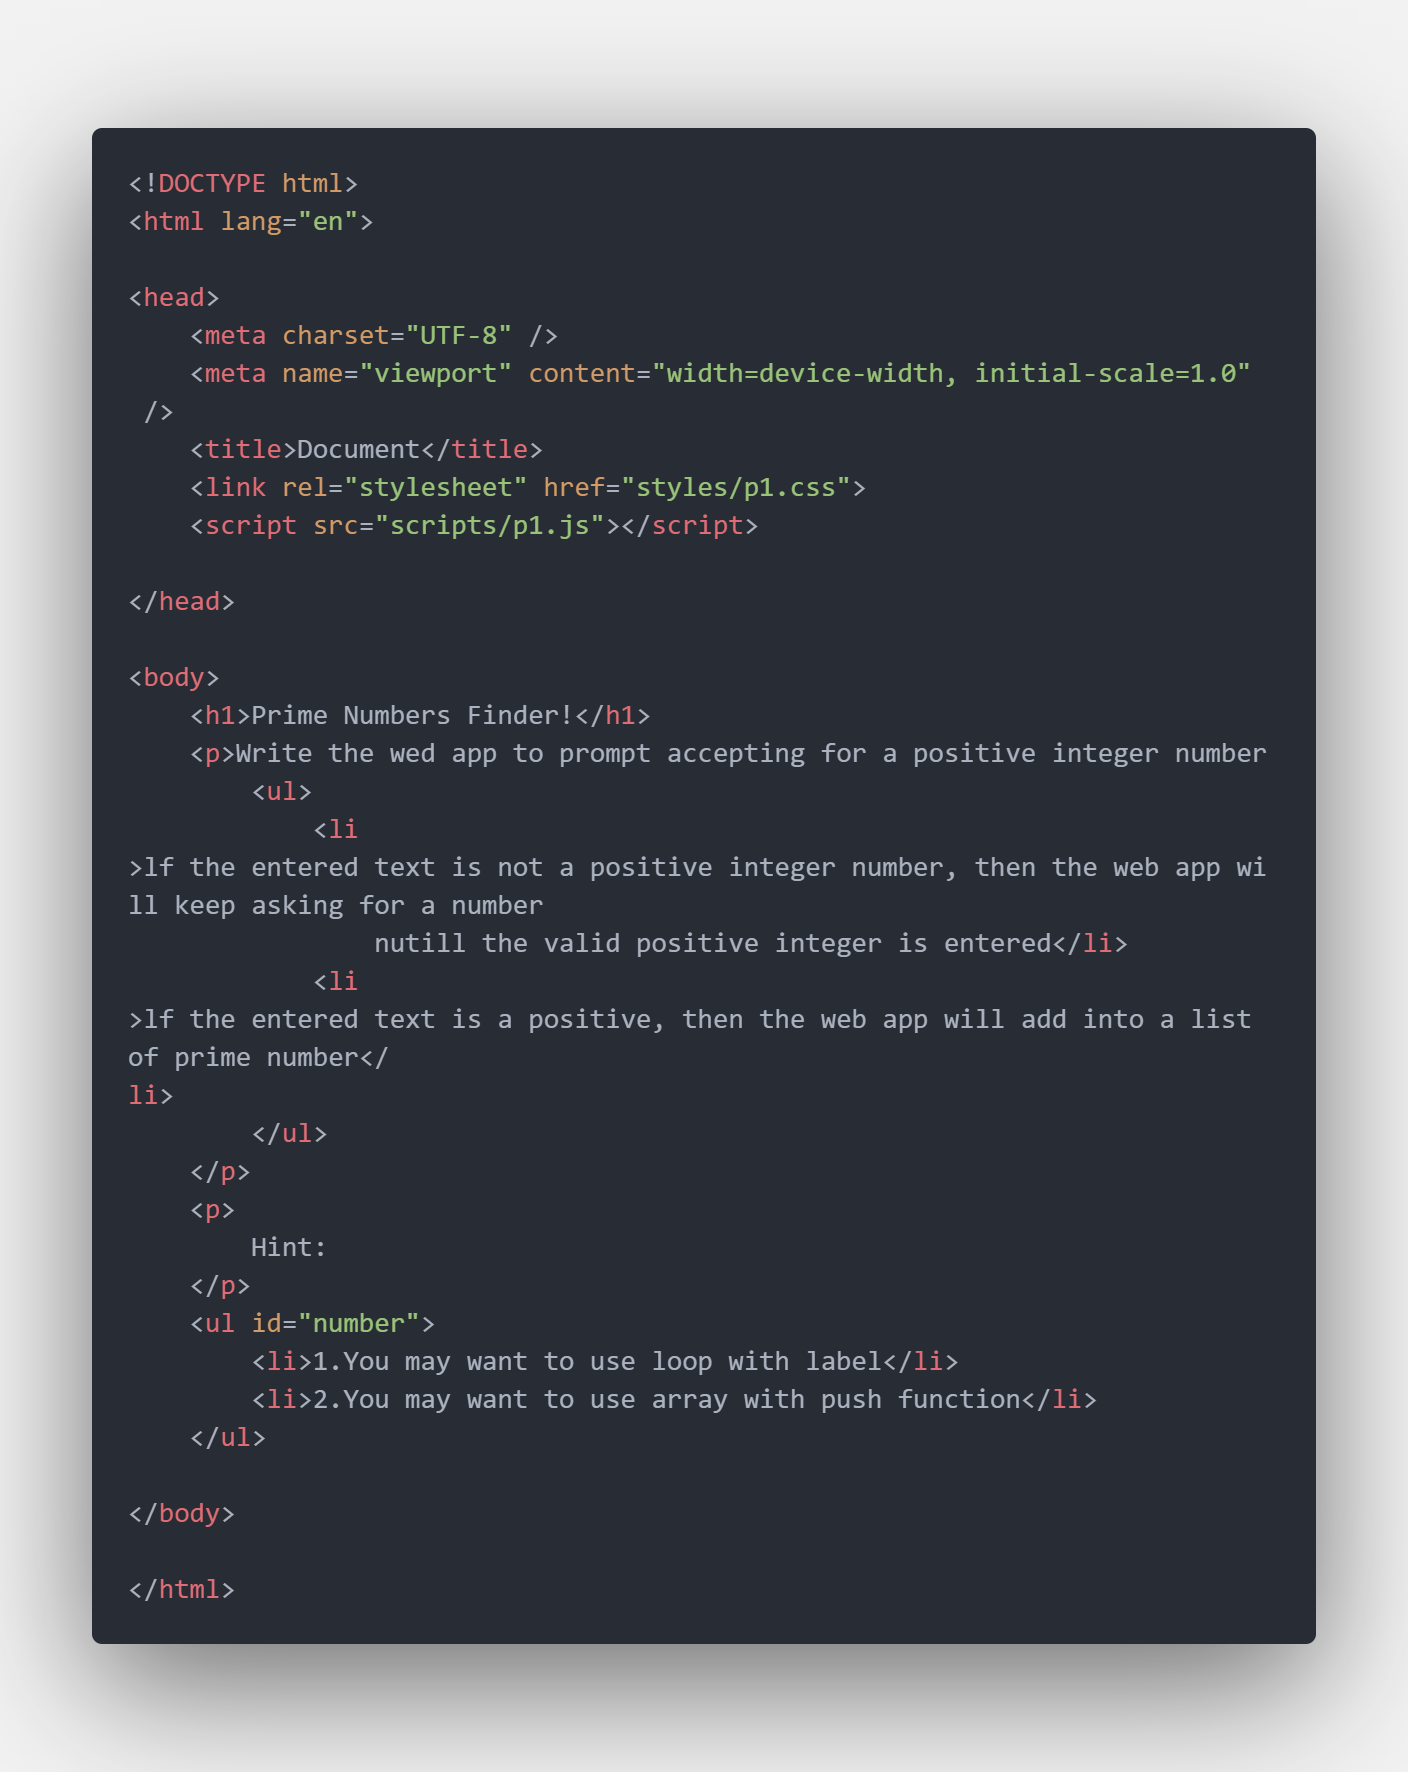 <!DOCTYPE html>
<html lang="en">

<head>
    <meta charset="UTF-8" />
    <meta name="viewport" content="width=device-width, initial-scale=1.0"
 />
    <title>Document</title>
    <link rel="stylesheet" href="styles/p1.css">
    <script src="scripts/p1.js"></script>

</head>

<body>
    <h1>Prime Numbers Finder!</h1>
    <p>Write the wed app to prompt accepting for a positive integer number
        <ul>
            <li
>lf the entered text is not a positive integer number, then the web app wi
ll keep asking for a number
                nutill the valid positive integer is entered</li>
            <li
>lf the entered text is a positive, then the web app will add into a list 
of prime number</
li>
        </ul>
    </p>
    <p>
        Hint:
    </p>
    <ul id="number">
        <li>1.You may want to use loop with label</li>
        <li>2.You may want to use array with push function</li>
    </ul>

</body>

</html>